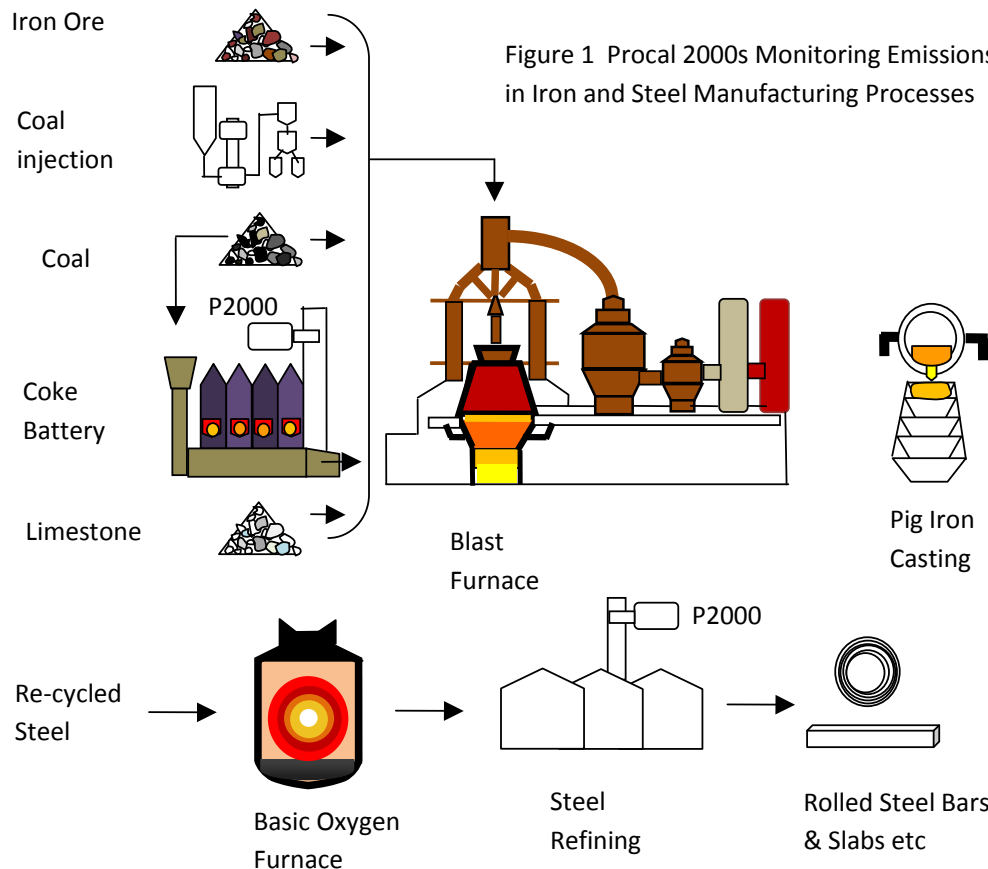 Iron Ore
Figure 1 Procal 2000s Monitoring Emissions
in Iron and Steel Manufacturing Processes
Coal
injection
Coal
P2000
Coke
Battery
Limestone
Blast
Furnace
Pig Iron
Casting
P2000
Re-cycled
Steel
Basic Oxygen
Furnace
Steel
Refining
Rolled Steel Bars
& Slabs etc